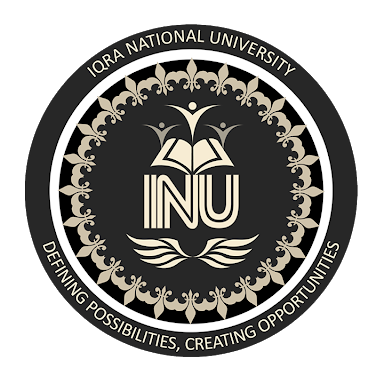 IQRA NATIONAL UNIVERSITY
INU
DEFINING POSSIBILITIES, CREATING OPPORTUNITIES